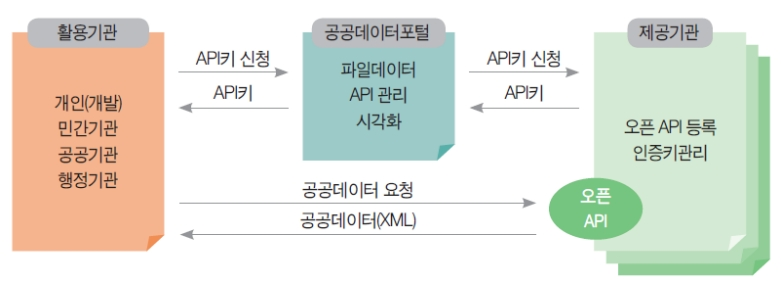 활용기관
개인(개발)
민간기관
공공기관
행정기관
API키 신청
API키
공공데이터포털
파일데이터
API 관리
시각화
API키 신청
API키
제공기관
오픈 API 등록
인증키관리
공공데이터 요청
공공데이터(XML)
오픈
API